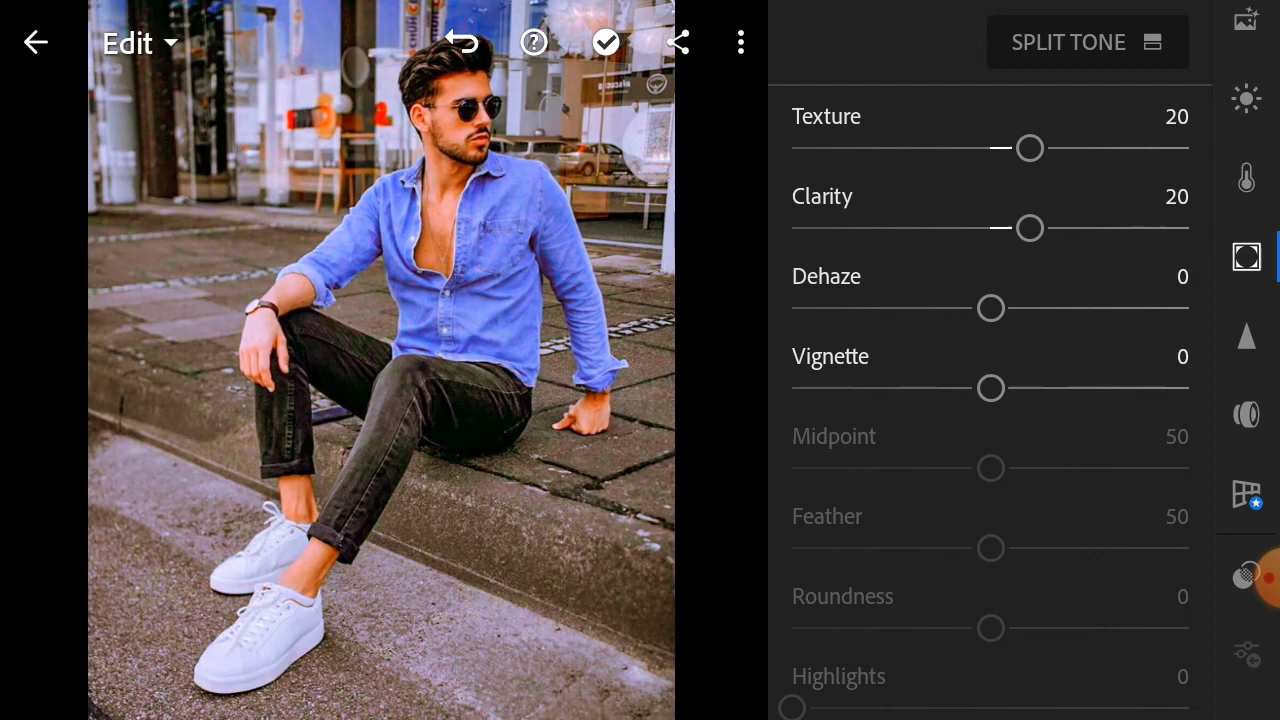 Edit
SPLIT TONE
Texture 20
Clarity 20
Dehaze 0
Vignette 0
Midpoint 50
Feather 50
Roundness 0
Highlights 0